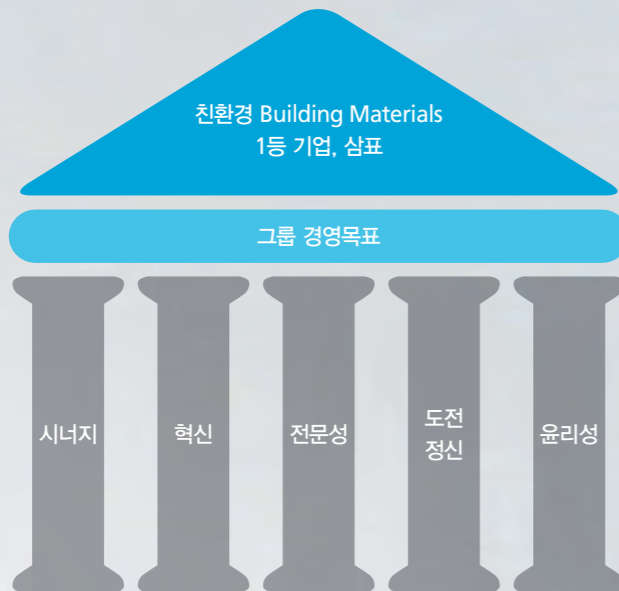 친환경 Building Materials
1등 기업, 삼표
그룹 경영목표
시너지
혁신
전문성
도전
정신
윤리성